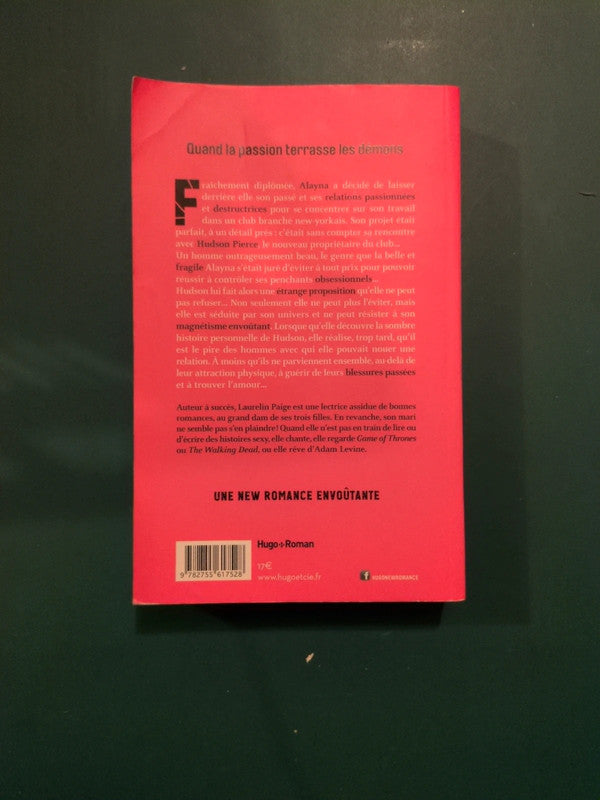 Quand la passion terrasse les démons
Fraîchement diplômée, Alayna a décidé de laisser
derrière elle son passé et ses relations passionnées
et destructrices pour se concentrer sur son travail
dans un club branché new-yorkais. Son projet était
parfait, à un détail près : c'était sans compter sa rencontre
avec Hudson Pierce, le nouveau propriétaire du club...
Un homme outrageusement beau, le genre que la belle et
fragile Alayna s'était juré d'éviter à tout prix pour pouvoir
réussir à contrôler ses penchants obsessionnels...
Hudson lui fait alors une étrange proposition qu'elle ne peut
pas refuser... Non seulement elle ne peut plus l'éviter, mais
elle est séduite par son univers et ne peut résister à son
magnétisme envoûtant. Lorsque qu'elle découvre la sombre
histoire personnelle de Hudson, elle réalise, trop tard, qu'il
est le pire des hommes avec qui elle pouvait nouer une
relation. À moins qu'ils ne parviennent ensemble, au delà de
leur attraction physique, à guérir de leurs blessures passées
et à trouver l'amour...
Auteur à succès, Laurelin Paige est une lectrice assidue de bonnes
romances, au grand dam de ses trois filles. En revanche, son mari
ne semble pas s'en plaindre! Quand elle n'est pas en train de lire ou
d'écrire des histoires sexy, elle chante, elle regarde Game of Thrones
ou The Walking Dead, ou elle rêve d'Adam Levine.
UNE NEW ROMANCE ENVOÛTANTE
Hugo+Roman
17€
www.hugoetcie.fr
9 782755 617528
f HUGONEWROMANCE